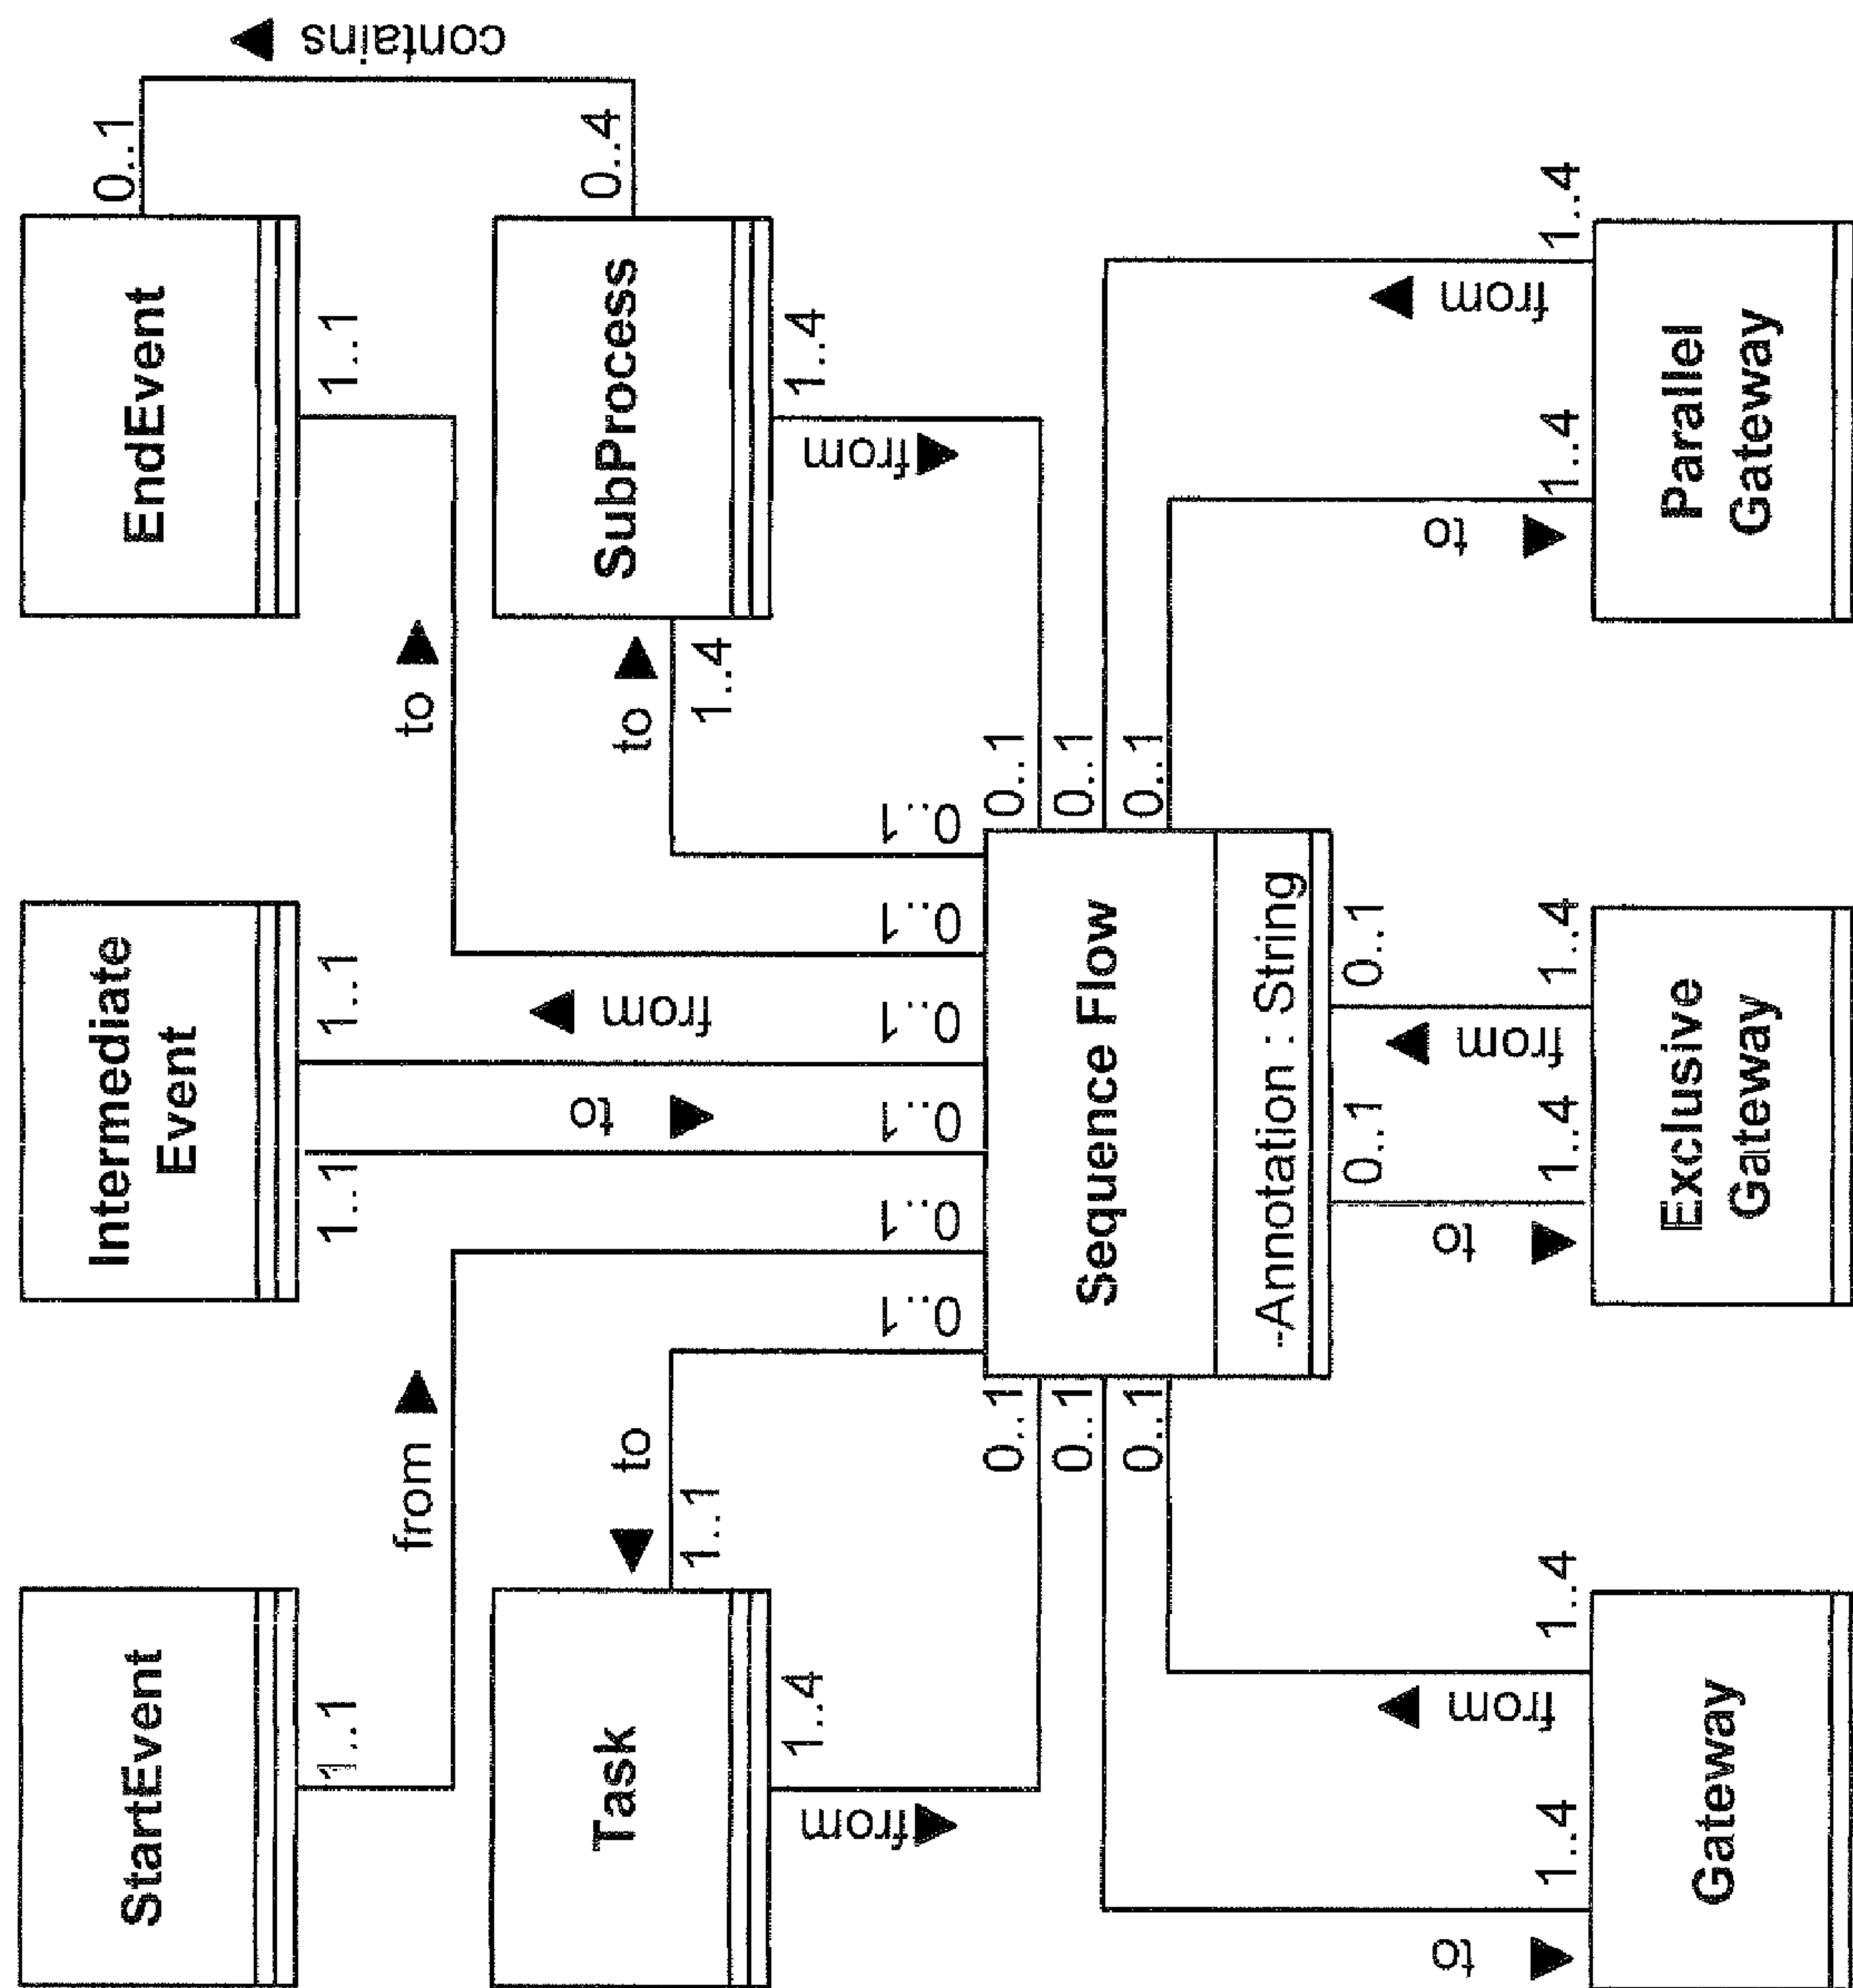 StartEvent
Intermediate
Event
EndEvent
0..1
contains
1..1
1..1
1..1
1..1
from
to
to
from
0..4
Task
SubProcess
to
1..1
to
1..4
1..4
from
1..4
from
0..1
0..1
0..1
0..1
0..1
0..1
0..1
0..1
0..1
Sequence Flow
-Annotation : String
0..1
0..1
0..1
0..1
0..1
to
from
to
from
to
from
1..4
1..4
1..4
1..4
1..4
1..4
Gateway
Exclusive
Gateway
Parallel
Gateway